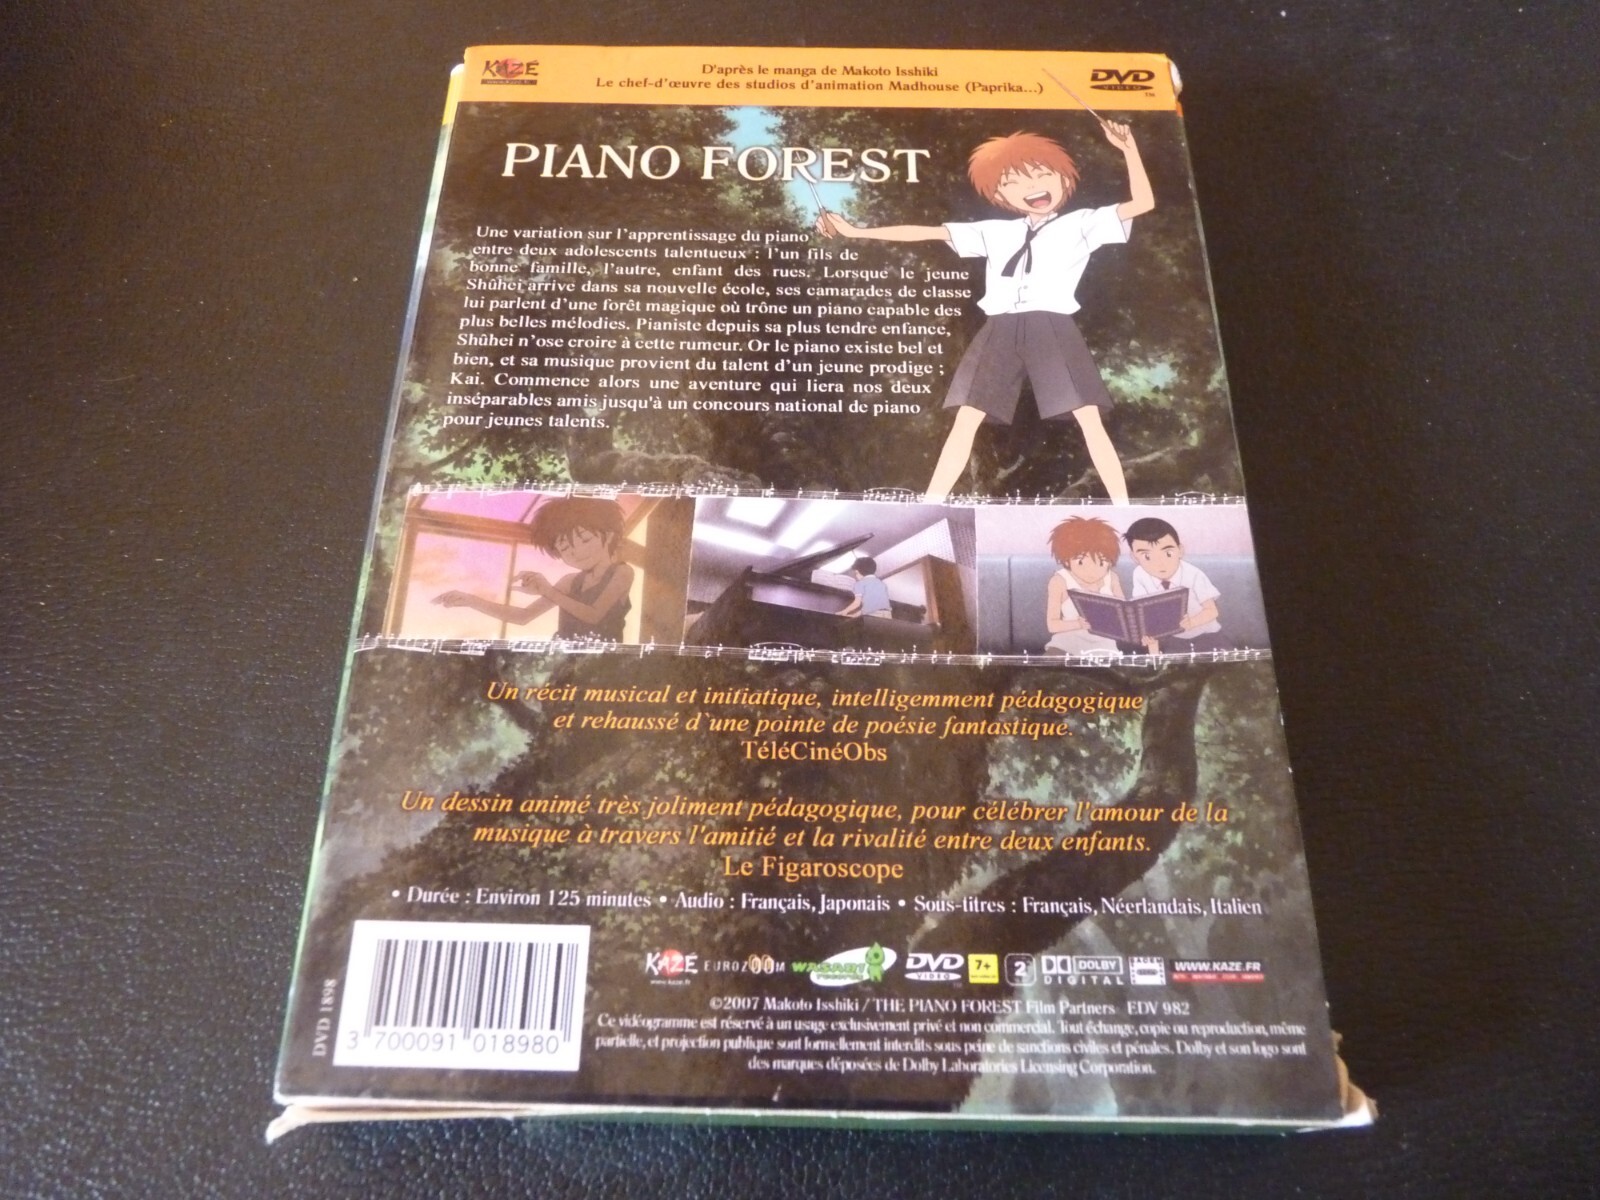 KAZÉ
www.kaze.fr
D'après le manga de Makoto Isshiki
Le chef-d'œuvre des studios d'animation Madhouse (Paprika...)
DVD
VIDEO
TM
PIANO FOREST
Une variation sur l'apprentissage du piano
entre deux adolescents talentueux : l'un fils de
bonne famille, l'autre, enfant des rues. Lorsque le jeune
Shûhei arrive dans sa nouvelle école, ses camarades de classe
lui parlent d'une forêt magique où trône un piano capable des
plus belles mélodies. Pianiste depuis sa plus tendre enfance,
Shûhei n'ose croire à cette rumeur. Or le piano existe bel et
bien, et sa musique provient du talent d'un jeune prodige ;
Kai. Commence alors une aventure qui liera nos deux
inséparables amis jusqu'à un concours national de piano
pour jeunes talents.
Un récit musical et initiatique, intelligemment pédagogique
et rehaussé d`une pointe de poésie fantastique.
TéléCinéObs
Un dessin animé très joliment pédagogique, pour célébrer l'amour de la
musique à travers l'amitié et la rivalité entre deux enfants.
Le Figaroscope
• Durée : Environ 125 minutes • Audio : Français, Japonais • Sous-titres : Français, Néerlandais, Italien
DVD 1898
3 700091 018980
KAZÉ
www.kaze.fr
EUROZOOM
WASABI
DVD
VIDEO
7+
2
DOLBY
DIGITAL
WWW.KAZE.FR
©2007 Makoto Isshiki / THE PIANO FOREST Film Partners EDV 982
Ce vidéogramme est réservé à un usage exclusivement privé et non commercial. Tout échange, copie ou reproduction, même
partielle, et projection publique sont formellement interdits sous peine de sanctions civiles et pénales. Dolby et son logo sont
des marques déposées de Dolby Laboratories Licensing Corporation.